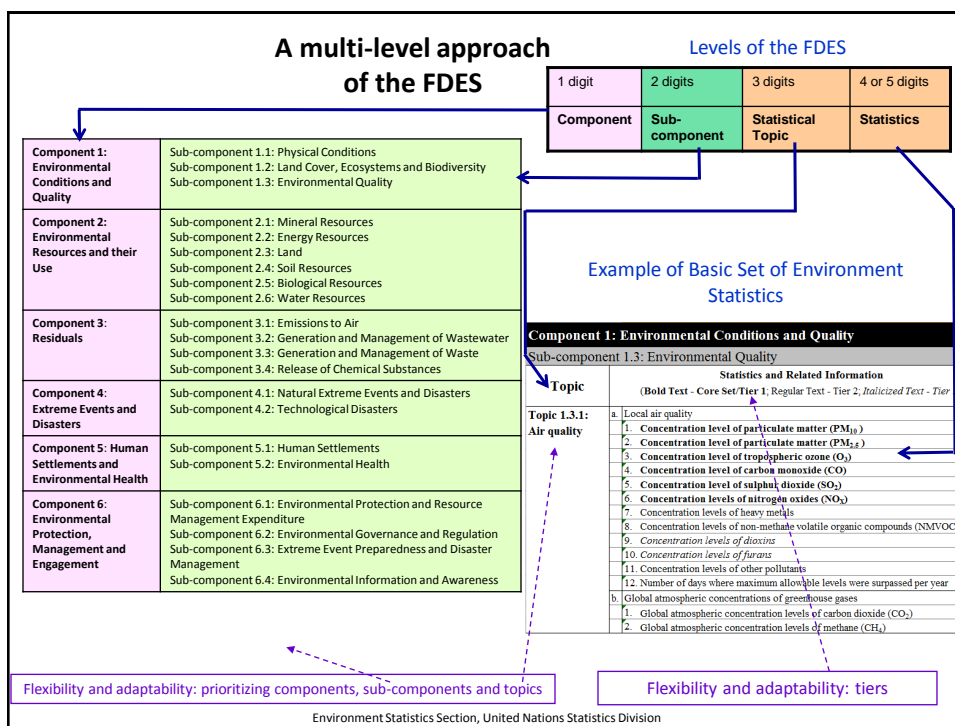 A multi-level approach
of the FDES
Levels of the FDES
1 digit 2 digits 3 digits 4 or 5 digits
Component Sub-component Statistical Topic Statistics
Component 1:
Environmental
Conditions and
Quality
Sub-component 1.1: Physical Conditions
Sub-component 1.2: Land Cover, Ecosystems and Biodiversity
Sub-component 1.3: Environmental Quality
Component 2:
Environmental
Resources and their
Use
Sub-component 2.1: Mineral Resources
Sub-component 2.2: Energy Resources
Sub-component 2.3: Land
Sub-component 2.4: Soil Resources
Sub-component 2.5: Biological Resources
Sub-component 2.6: Water Resources
Component 3:
Residuals
Sub-component 3.1: Emissions to Air
Sub-component 3.2: Generation and Management of Wastewater
Sub-component 3.3: Generation and Management of Waste
Sub-component 3.4: Release of Chemical Substances
Component 4:
Extreme Events and
Disasters
Sub-component 4.1: Natural Extreme Events and Disasters
Sub-component 4.2: Technological Disasters
Component 5: Human
Settlements and
Environmental Health
Sub-component 5.1: Human Settlements
Sub-component 5.2: Environmental Health
Component 6:
Environmental
Protection,
Management and
Engagement
Sub-component 6.1: Environmental Protection and Resource
Management Expenditure
Sub-component 6.2: Environmental Governance and Regulation
Sub-component 6.3: Extreme Event Preparedness and Disaster
Management
Sub-component 6.4: Environmental Information and Awareness
Example of Basic Set of Environment
Statistics
Component 1: Environmental Conditions and Quality
Sub-component 1.3: Environmental Quality
Topic
Statistics and Related Information
(Bold Text - Core Set/Tier 1; Regular Text - Tier 2; Italicized Text - Tier
Topic 1.3.1:
Air quality
a. Local air quality
1. Concentration level of particulate matter (PM10 )
2. Concentration level of particulate matter (PM2.5 )
3. Concentration level of tropospheric ozone (O3)
4. Concentration level of carbon monoxide (CO)
5. Concentration level of sulphur dioxide (SO2)
6. Concentration levels of nitrogen oxides (NOX)
7. Concentration levels of heavy metals
8. Concentration levels of non-methane volatile organic compounds (NMVOC
9. Concentration levels of dioxins
10. Concentration levels of furans
11. Concentration levels of other pollutants
12. Number of days where maximum allowable levels were surpassed per year
b. Global atmospheric concentrations of greenhouse gases
1. Global atmospheric concentration levels of carbon dioxide (CO2)
2. Global atmospheric concentration levels of methane (CH4)
Flexibility and adaptability: prioritizing components, sub-components and topics
Flexibility and adaptability: tiers
Environment Statistics Section, United Nations Statistics Division